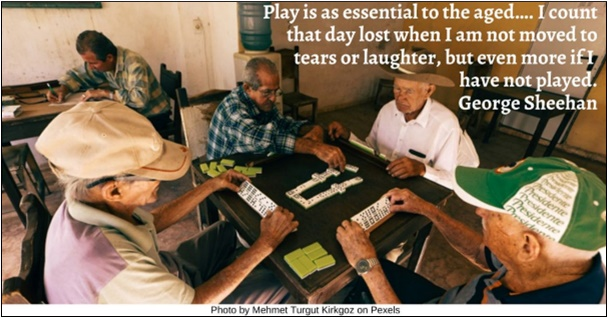 Play is as essential to the aged.... I count
that day lost when I am not moved to
tears or laughter, but even more if I
have not played.
George Sheehan
Presidente
Presidente
Presidente
Presidente
Photo by Mehmet Turgut Kirkgoz on Pexels